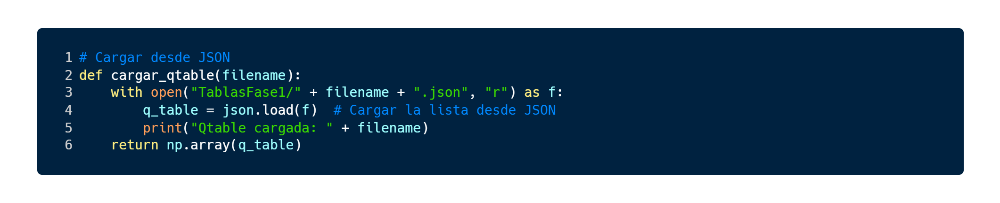 1 # Cargar desde JSON
2 def cargar_qtable(filename):
3     with open("TablasFase1/" + filename + ".json", "r") as f:
4         q_table = json.load(f)  # Cargar la lista desde JSON
5         print("Qtable cargada: " + filename)
6     return np.array(q_table)